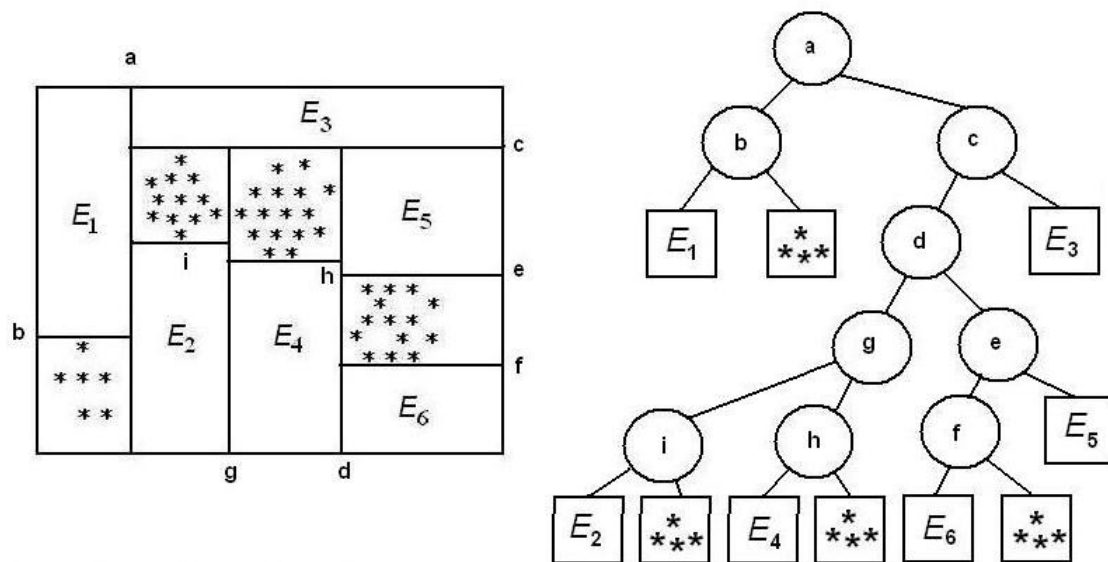 a
E3
c
E1
E5
i
h
e
b
E2
E4
f
E6
g d
a
b c
E1 * *** d E3
g e
i h f E5
E2 * *** E4 * *** E6 * ***